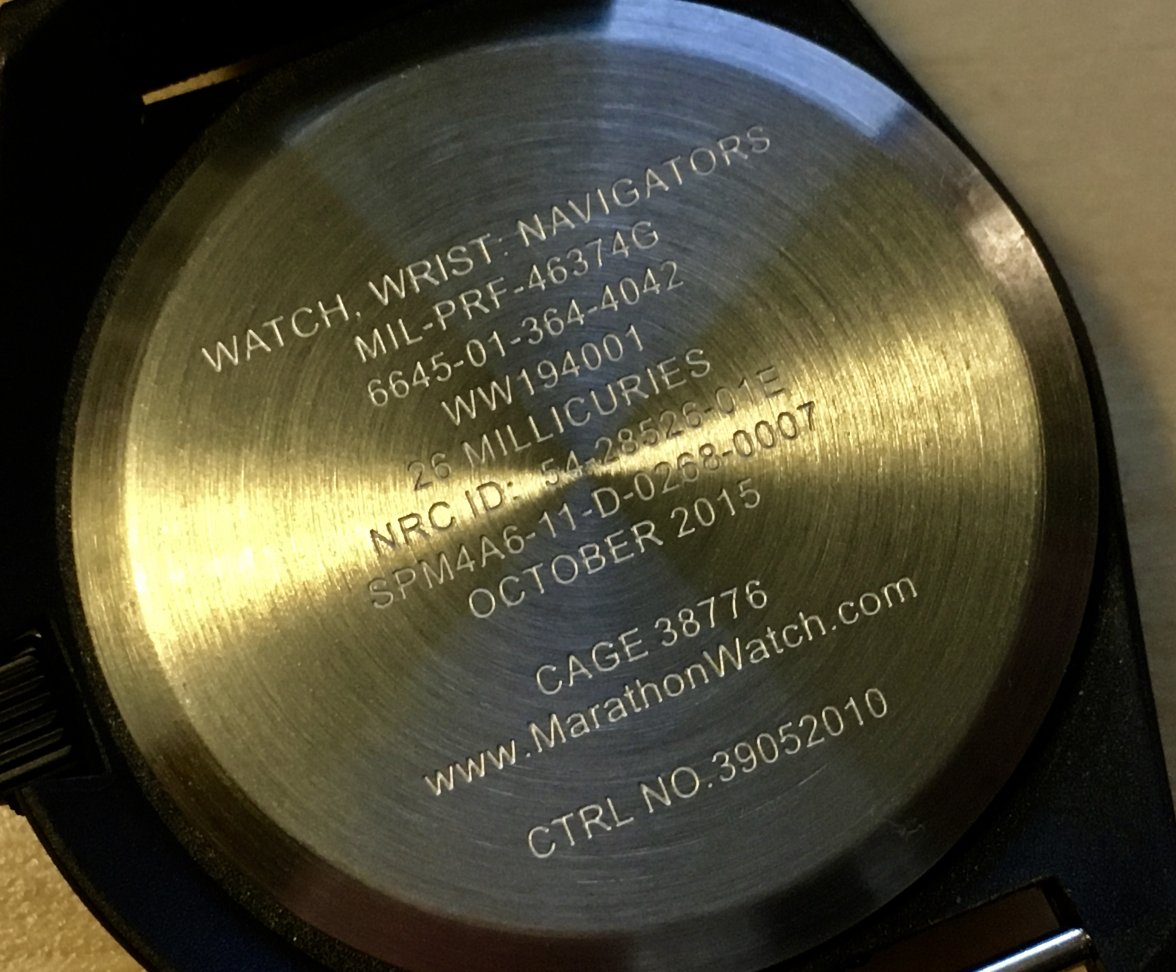 WATCH, WRIST: NAVIGATORS
MIL-PRF-46374G
6645-01-364-4042
WW194001
26 MILLICURIES
NRC ID: 54-28526-01E
SPM4A6-11-D-0268-0007
OCTOBER 2015
CAGE 38776
www.MarathonWatch.com
CTRL NO.39052010